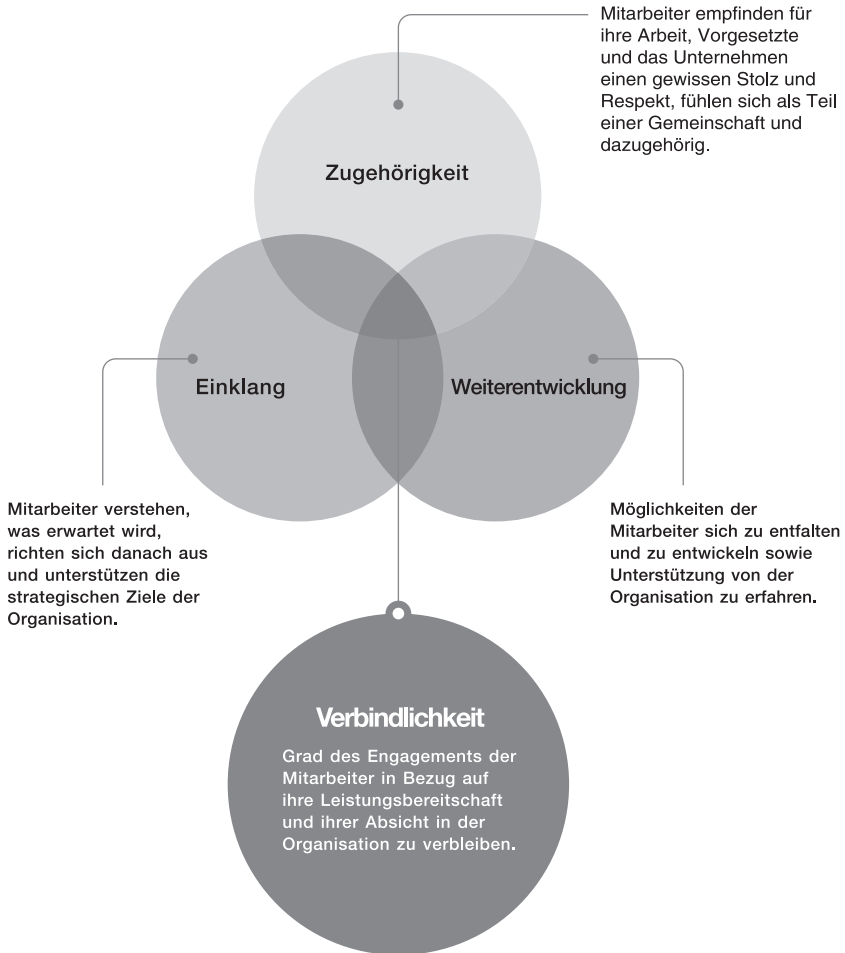 Mitarbeiter empfinden für
ihre Arbeit, Vorgesetzte
und das Unternehmen
einen gewissen Stolz und
Respekt, fühlen sich als Teil
einer Gemeinschaft und
dazugehörig.
Zugehörigkeit
Einklang
Weiterentwicklung
Mitarbeiter verstehen,
was erwartet wird,
richten sich danach aus
und unterstützen die
strategischen Ziele der
Organisation.
Möglichkeiten der
Mitarbeiter sich zu entfalten
und zu entwickeln sowie
Unterstützung von der
Organisation zu erfahren.
Verbindlichkeit
Grad des Engagements der
Mitarbeiter in Bezug auf
ihre Leistungsbereitschaft
und ihrer Absicht in der
Organisation zu verbleiben.